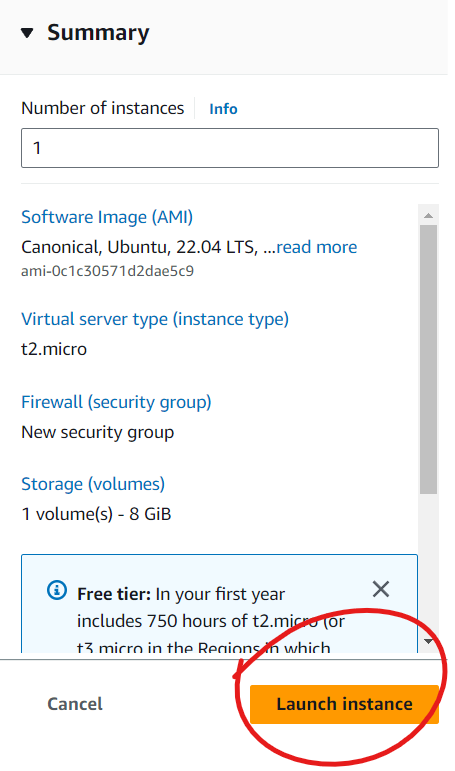 Summary
Number of instances Info
1
Software Image (AMI)
Canonical, Ubuntu, 22.04 LTS, ...read more
ami-0c1c30571d2dae5c9
Virtual server type (instance type)
t2.micro
Firewall (security group)
New security group
Storage (volumes)
1 volume(s) - 8 GiB
Free tier: In your first year
includes 750 hours of t2.micro (or
t3.micro in the Regions in which
Cancel Launch instance